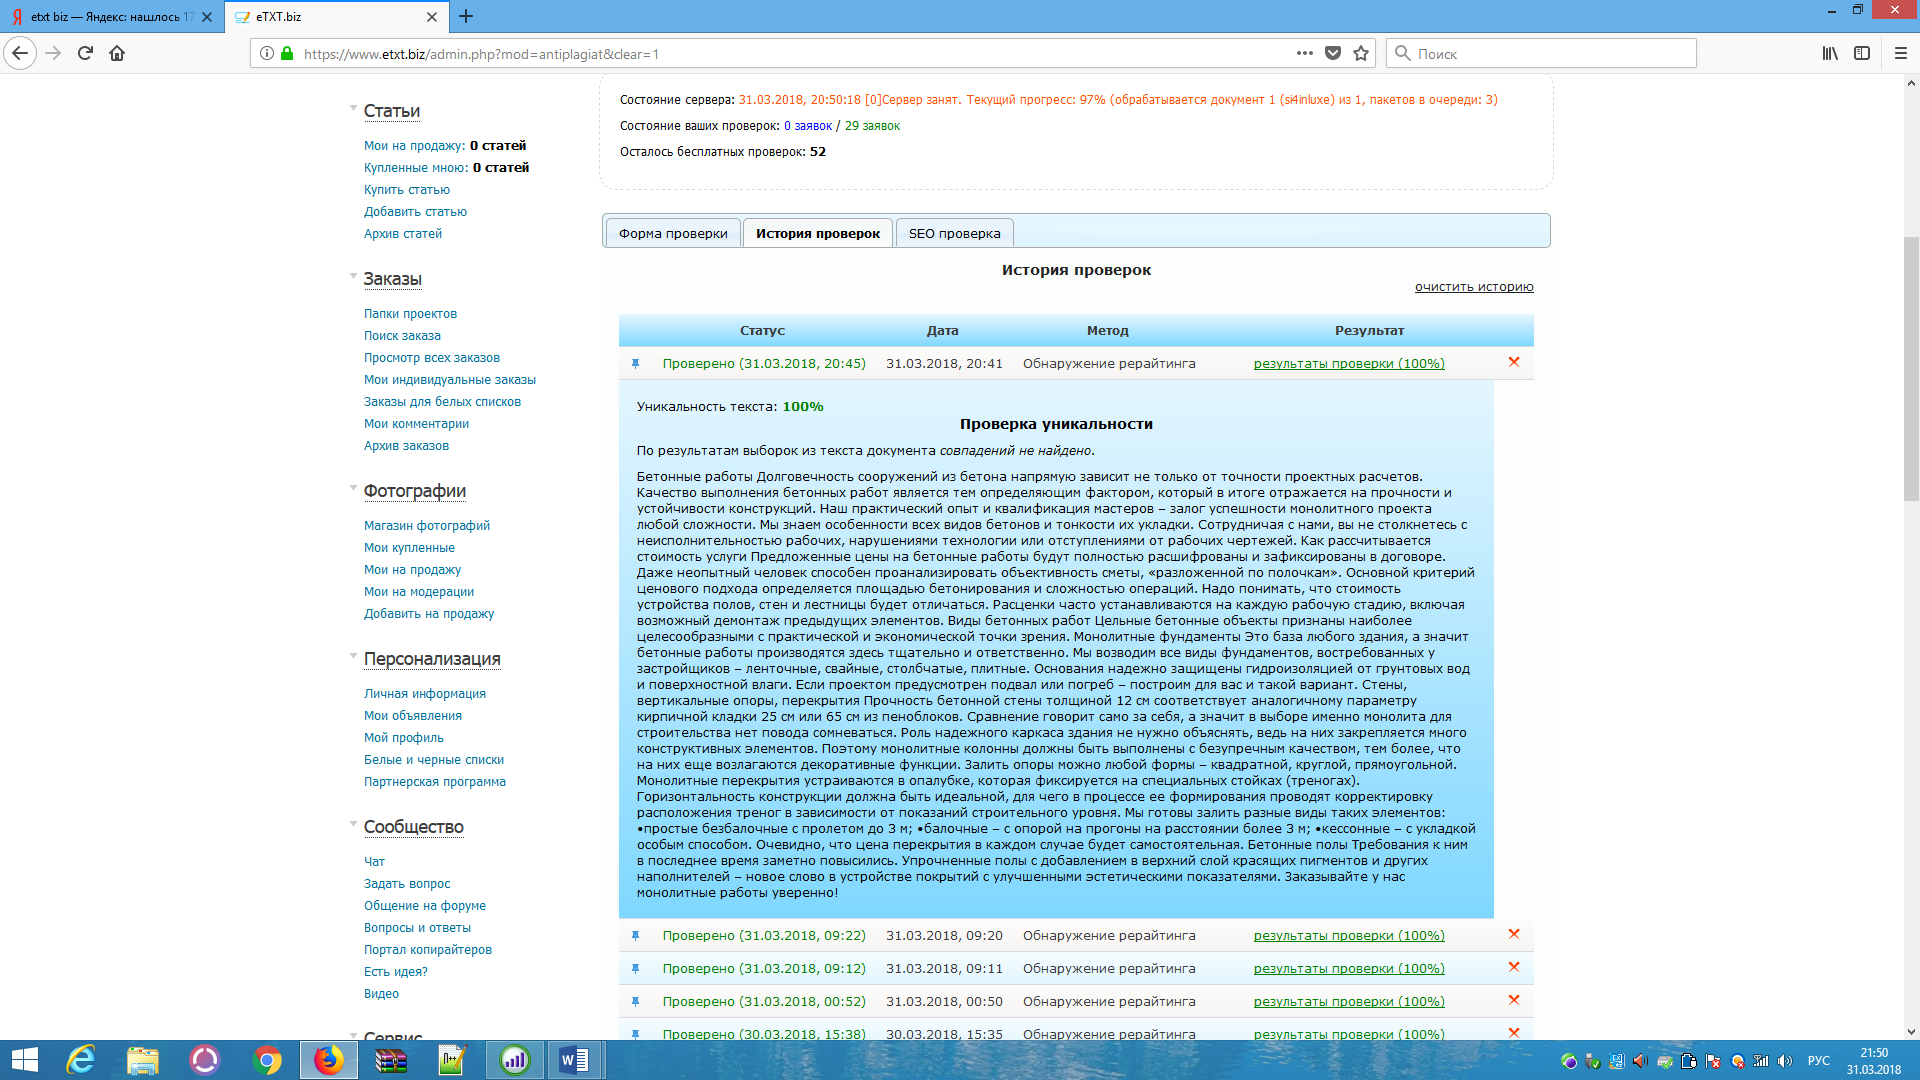 etxt biz — Яндекс: нашлось 17
eTXT.biz
https://www.etxt.biz/admin.php?mod=antiplagiat&clear=1
Поиск
Статьи
Мои на продажу: 0 статей
Купленные мною: 0 статей
Купить статью
Добавить статью
Архив статей
Заказы
Папки проектов
Поиск заказа
Просмотр всех заказов
Мои индивидуальные заказы
Заказы для белых списков
Мои комментарии
Архив заказов
Фотографии
Магазин фотографий
Мои купленные
Мои на продажу
Мои на модерации
Добавить на продажу
Персонализация
Личная информация
Мои объявления
Мой профиль
Белые и черные списки
Партнерская программа
Сообщество
Чат
Задать вопрос
Общение на форуме
Вопросы и ответы
Портал копирайтеров
Есть идея?
Видео
Сервис
Состояние сервера: 31.03.2018, 20:50:18 [0]Сервер занят. Текущий прогресс: 97% (обрабатывается документ 1 (si4inluxe) из 1, пакетов в очереди: 3)
Состояние ваших проверок: 0 заявок / 29 заявок
Осталось бесплатных проверок: 52
Форма проверки
История проверок
SEO проверка
История проверок
очистить историю
Статус Дата Метод Результат
Проверено (31.03.2018, 20:45) 31.03.2018, 20:41 Обнаружение рерайтинга результаты проверки (100%)
Уникальность текста: 100%
Проверка уникальности
По результатам выборок из текста документа совпадений не найдено.
Бетонные работы Долговечность сооружений из бетона напрямую зависит не только от точности проектных расчетов.
Качество выполнения бетонных работ является тем определяющим фактором, который в итоге отражается на прочности и
устойчивости конструкций. Наш практический опыт и квалификация мастеров – залог успешности монолитного проекта
любой сложности. Мы знаем особенности всех видов бетонов и тонкости их укладки. Сотрудничая с нами, вы не столкнетесь с
неисполнительностью рабочих, нарушениями технологии или отступлениями от рабочих чертежей. Как рассчитывается
стоимость услуги Предложенные цены на бетонные работы будут полностью расшифрованы и зафиксированы в договоре.
Даже неопытный человек способен проанализировать объективность сметы, «разложенной по полочкам». Основной критерий
ценового подхода определяется площадью бетонирования и сложностью операций. Надо понимать, что стоимость
устройства полов, стен и лестницы будет отличаться. Расценки часто устанавливаются на каждую рабочую стадию, включая
возможный демонтаж предыдущих элементов. Виды бетонных работ Цельные бетонные объекты признаны наиболее
целесообразными с практической и экономической точки зрения. Монолитные фундаменты Это база любого здания, а значит
бетонные работы производятся здесь тщательно и ответственно. Мы возводим все виды фундаментов, востребованных у
застройщиков – ленточные, свайные, столбчатые, плитные. Основания надежно защищены гидроизоляцией от грунтовых вод
и поверхностной влаги. Если проектом предусмотрен подвал или погреб – построим для вас и такой вариант. Стены,
вертикальные опоры, перекрытия Прочность бетонной стены толщиной 12 см соответствует аналогичному параметру
кирпичной кладки 25 см или 65 см из пеноблоков. Сравнение говорит само за себя, а значит в выборе именно монолита для
строительства нет повода сомневаться. Роль надежного каркаса здания не нужно объяснять, ведь на них закрепляется много
конструктивных элементов. Поэтому монолитные колонны должны быть выполнены с безупречным качеством, тем более, что
на них еще возлагаются декоративные функции. Залить опоры можно любой формы – квадратной, круглой, прямоугольной.
Монолитные перекрытия устраиваются в опалубке, которая фиксируется на специальных стойках (треногах).
Горизонтальность конструкции должна быть идеальной, для чего в процессе ее формирования проводят корректировку
расположения треног в зависимости от показаний строительного уровня. Мы готовы залить разные виды таких элементов:
•простые безбалочные с пролетом до 3 м; •балочные – с опорой на прогоны на расстоянии более 3 м; •кессонные – с укладкой
особым способом. Очевидно, что цена перекрытия в каждом случае будет самостоятельная. Бетонные полы Требования к ним
в последнее время заметно повысились. Упрочненные полы с добавлением в верхний слой красящих пигментов и других
наполнителей – новое слово в устройстве покрытий с улучшенными эстетическими показателями. Заказывайте у нас
монолитные работы уверенно!
Проверено (31.03.2018, 09:22) 31.03.2018, 09:20 Обнаружение рерайтинга результаты проверки (100%)
Проверено (31.03.2018, 09:12) 31.03.2018, 09:11 Обнаружение рерайтинга результаты проверки (100%)
Проверено (31.03.2018, 00:52) 31.03.2018, 00:50 Обнаружение рерайтинга результаты проверки (100%)
Проверено (30.03.2018, 15:38) 30.03.2018, 15:35 Обнаружение рерайтинга результаты проверки (100%)
РУС
21:50
31.03.2018